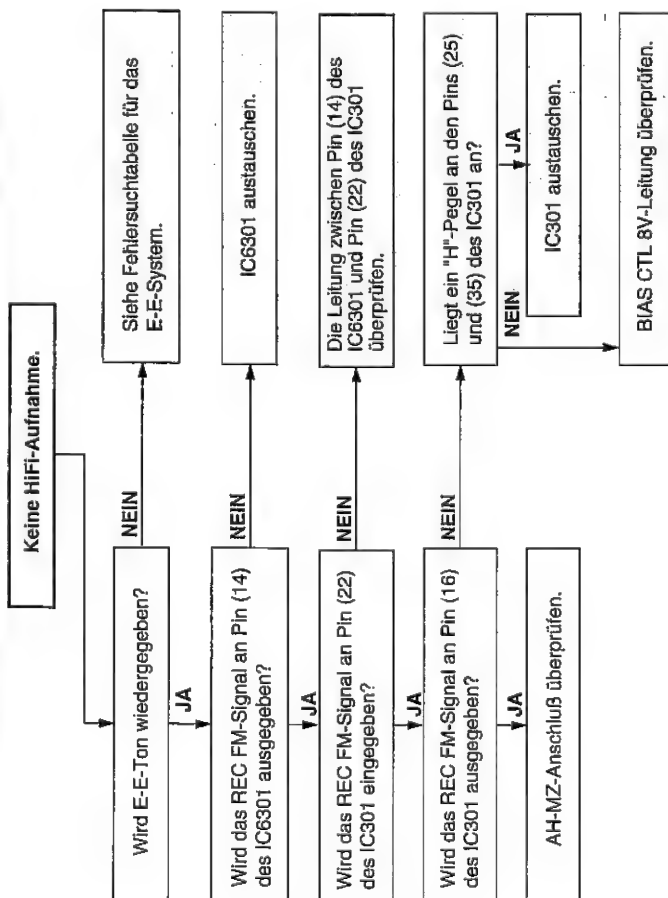 Keine HiFi-Aufnahme.
Wird E-E-Ton wiedergegeben?
NEIN
Siehe Fehlersuchtabelle für das
E-E-System.
JA
Wird das REC FM-Signal an Pin (14)
des IC6301 ausgegeben?
NEIN
IC6301 austauschen.
JA
Wird das REC FM-Signal an Pin (22)
des IC301 eingegeben?
NEIN
Die Leitung zwischen Pin (14) des
IC6301 und Pin (22) des IC301
überprüfen.
JA
Wird das REC FM-Signal an Pin (16)
des IC301 ausgegeben?
NEIN
Liegt ein "H"-Pegel an den Pins (25)
und (35) des IC301 an?
JA
AH-MZ-Anschluß überprüfen.
NEIN
JA
IC301 austauschen.
BIAS CTL 8V-Leitung überprüfen.